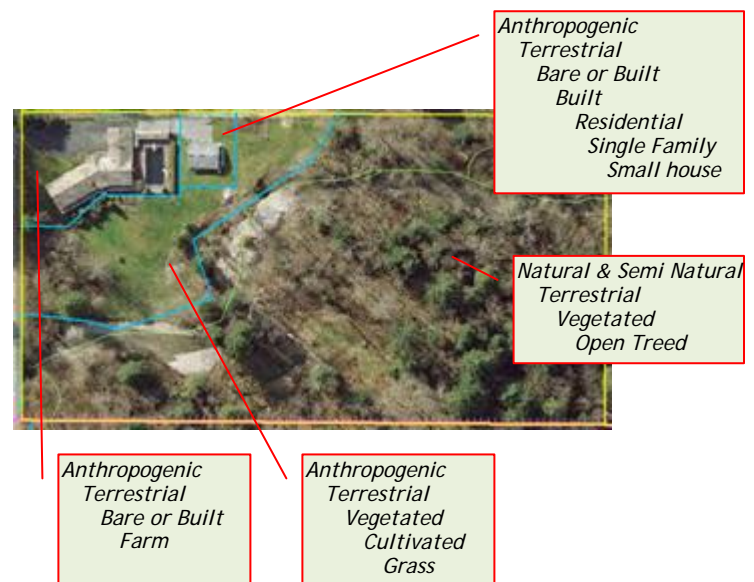 Anthropogenic
Terrestrial
Bare or Built
Built
Residential
Single Family
Small house
Natural & Semi Natural
Terrestrial
Vegetated
Open Treed
Anthropogenic
Terrestrial
Bare or Built
Farm
Anthropogenic
Terrestrial
Vegetated
Cultivated
Grass